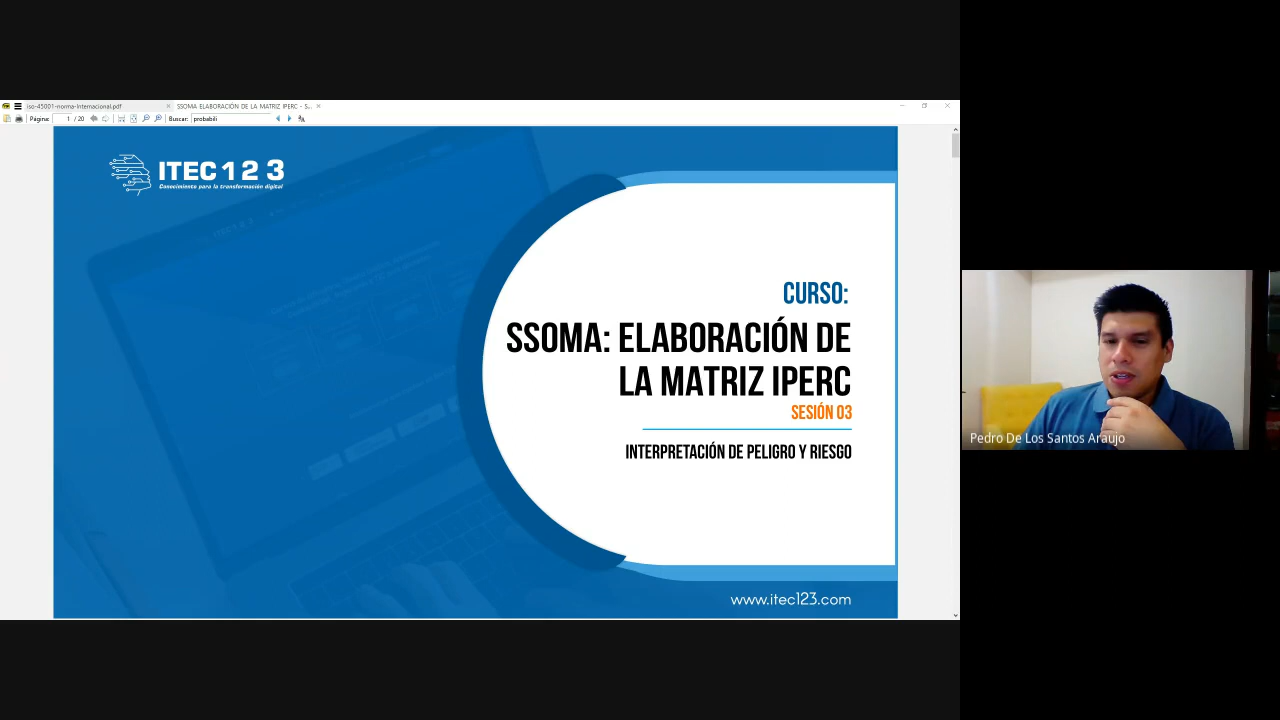 iso-45001-norma-Internacional.pdf
SSOMA ELABORACIÓN DE LA MATRIZ IPERC - S...
Página: 1 / 20
Buscar: probabili
ITEC 1 2 3
Conocimiento para la transformación digital
CURSO:
SSOMA: ELABORACIÓN DE
LA MATRIZ IPERC
SESIÓN 03
INTERPRETACIÓN DE PELIGRO Y RIESGO
www.itec123.com
Pedro De Los Santos Araujo